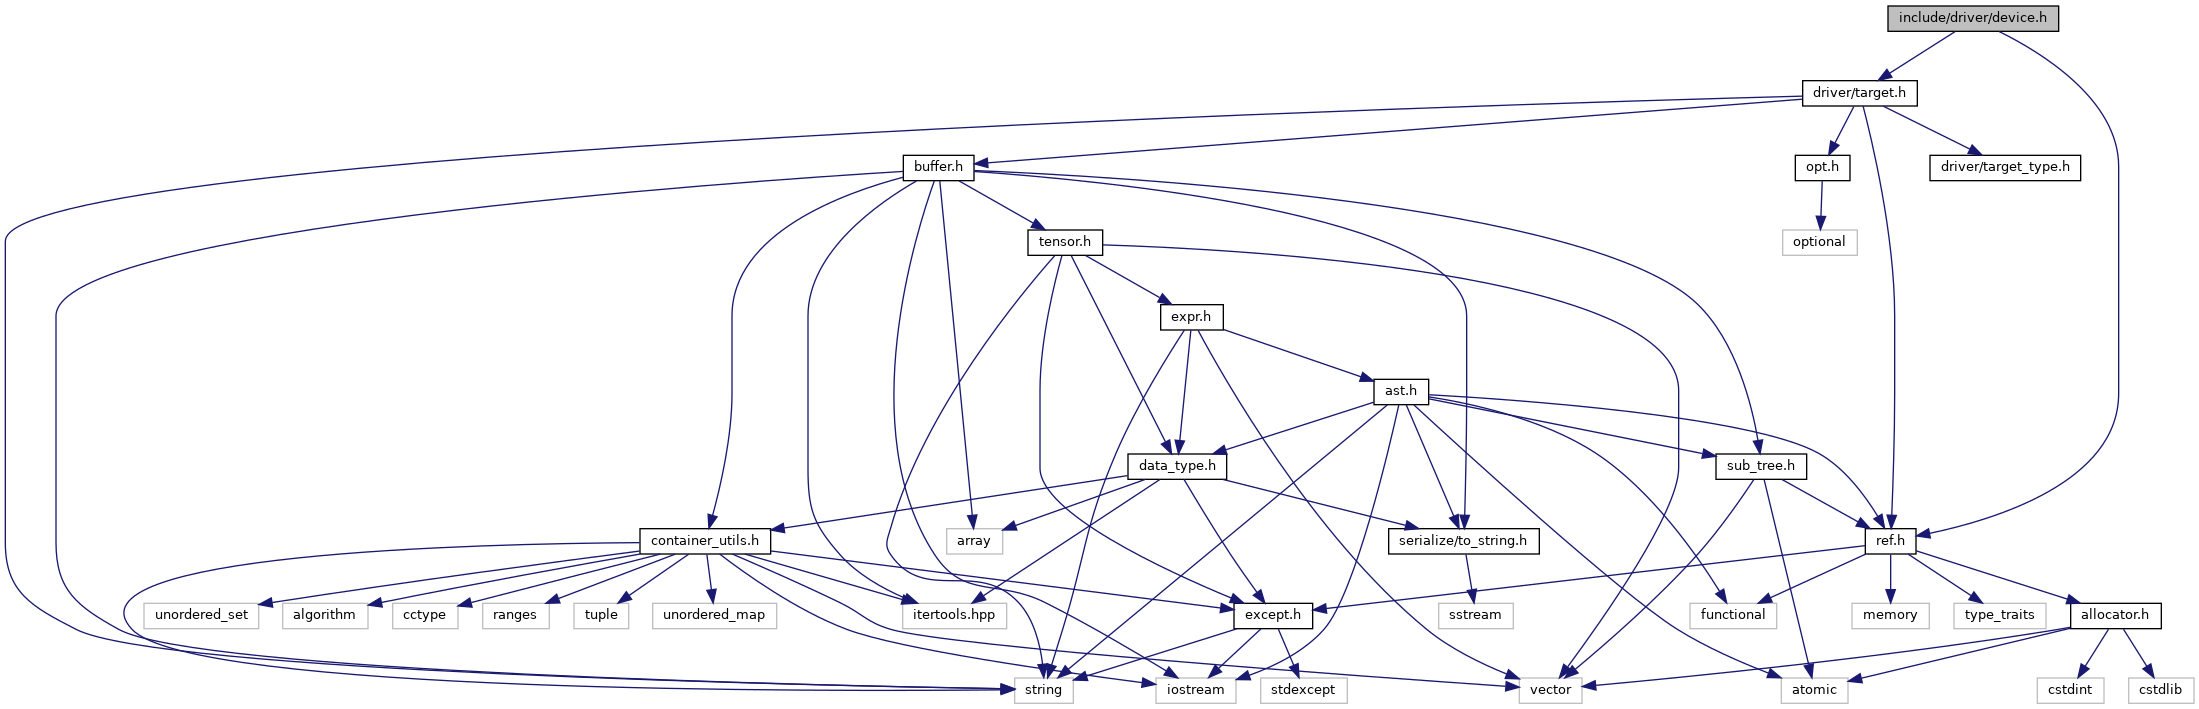 include/driver/device.h
driver/target.h
buffer.h
opt.h
driver/target_type.h
tensor.h
optional
expr.h
ast.h
data_type.h
sub_tree.h
container_utils.h
array
serialize/to_string.h
ref.h
unordered_set
algorithm
cctype
ranges
tuple
unordered_map
itertools.hpp
except.h
sstream
functional
memory
type_traits
allocator.h
string
iostream
stdexcept
vector
atomic
cstdint
cstdlib